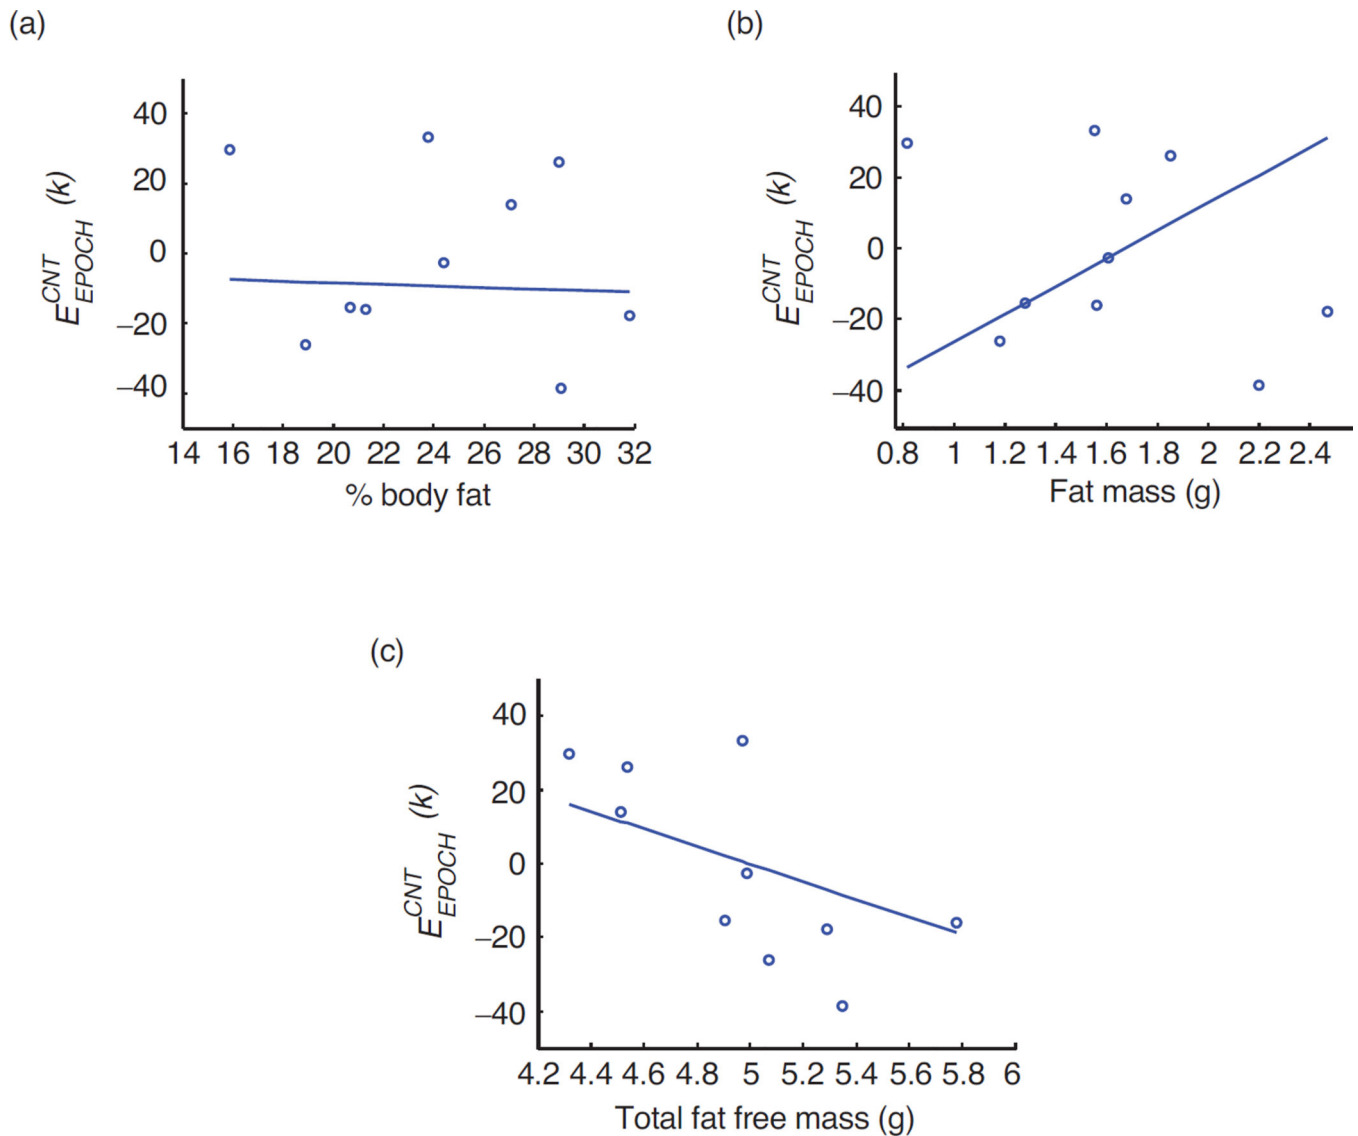 (a)
40
20
0
−20
−40
E^CNT_EPOCH (k)
14 16 18 20 22 24 26 28 30 32
% body fat
(b)
40
20
0
−20
−40
E^CNT_EPOCH (k)
0.8 1 1.2 1.4 1.6 1.8 2 2.2 2.4
Fat mass (g)
(c)
40
20
0
−20
−40
E^CNT_EPOCH (k)
4.2 4.4 4.6 4.8 5 5.2 5.4 5.6 5.8 6
Total fat free mass (g)